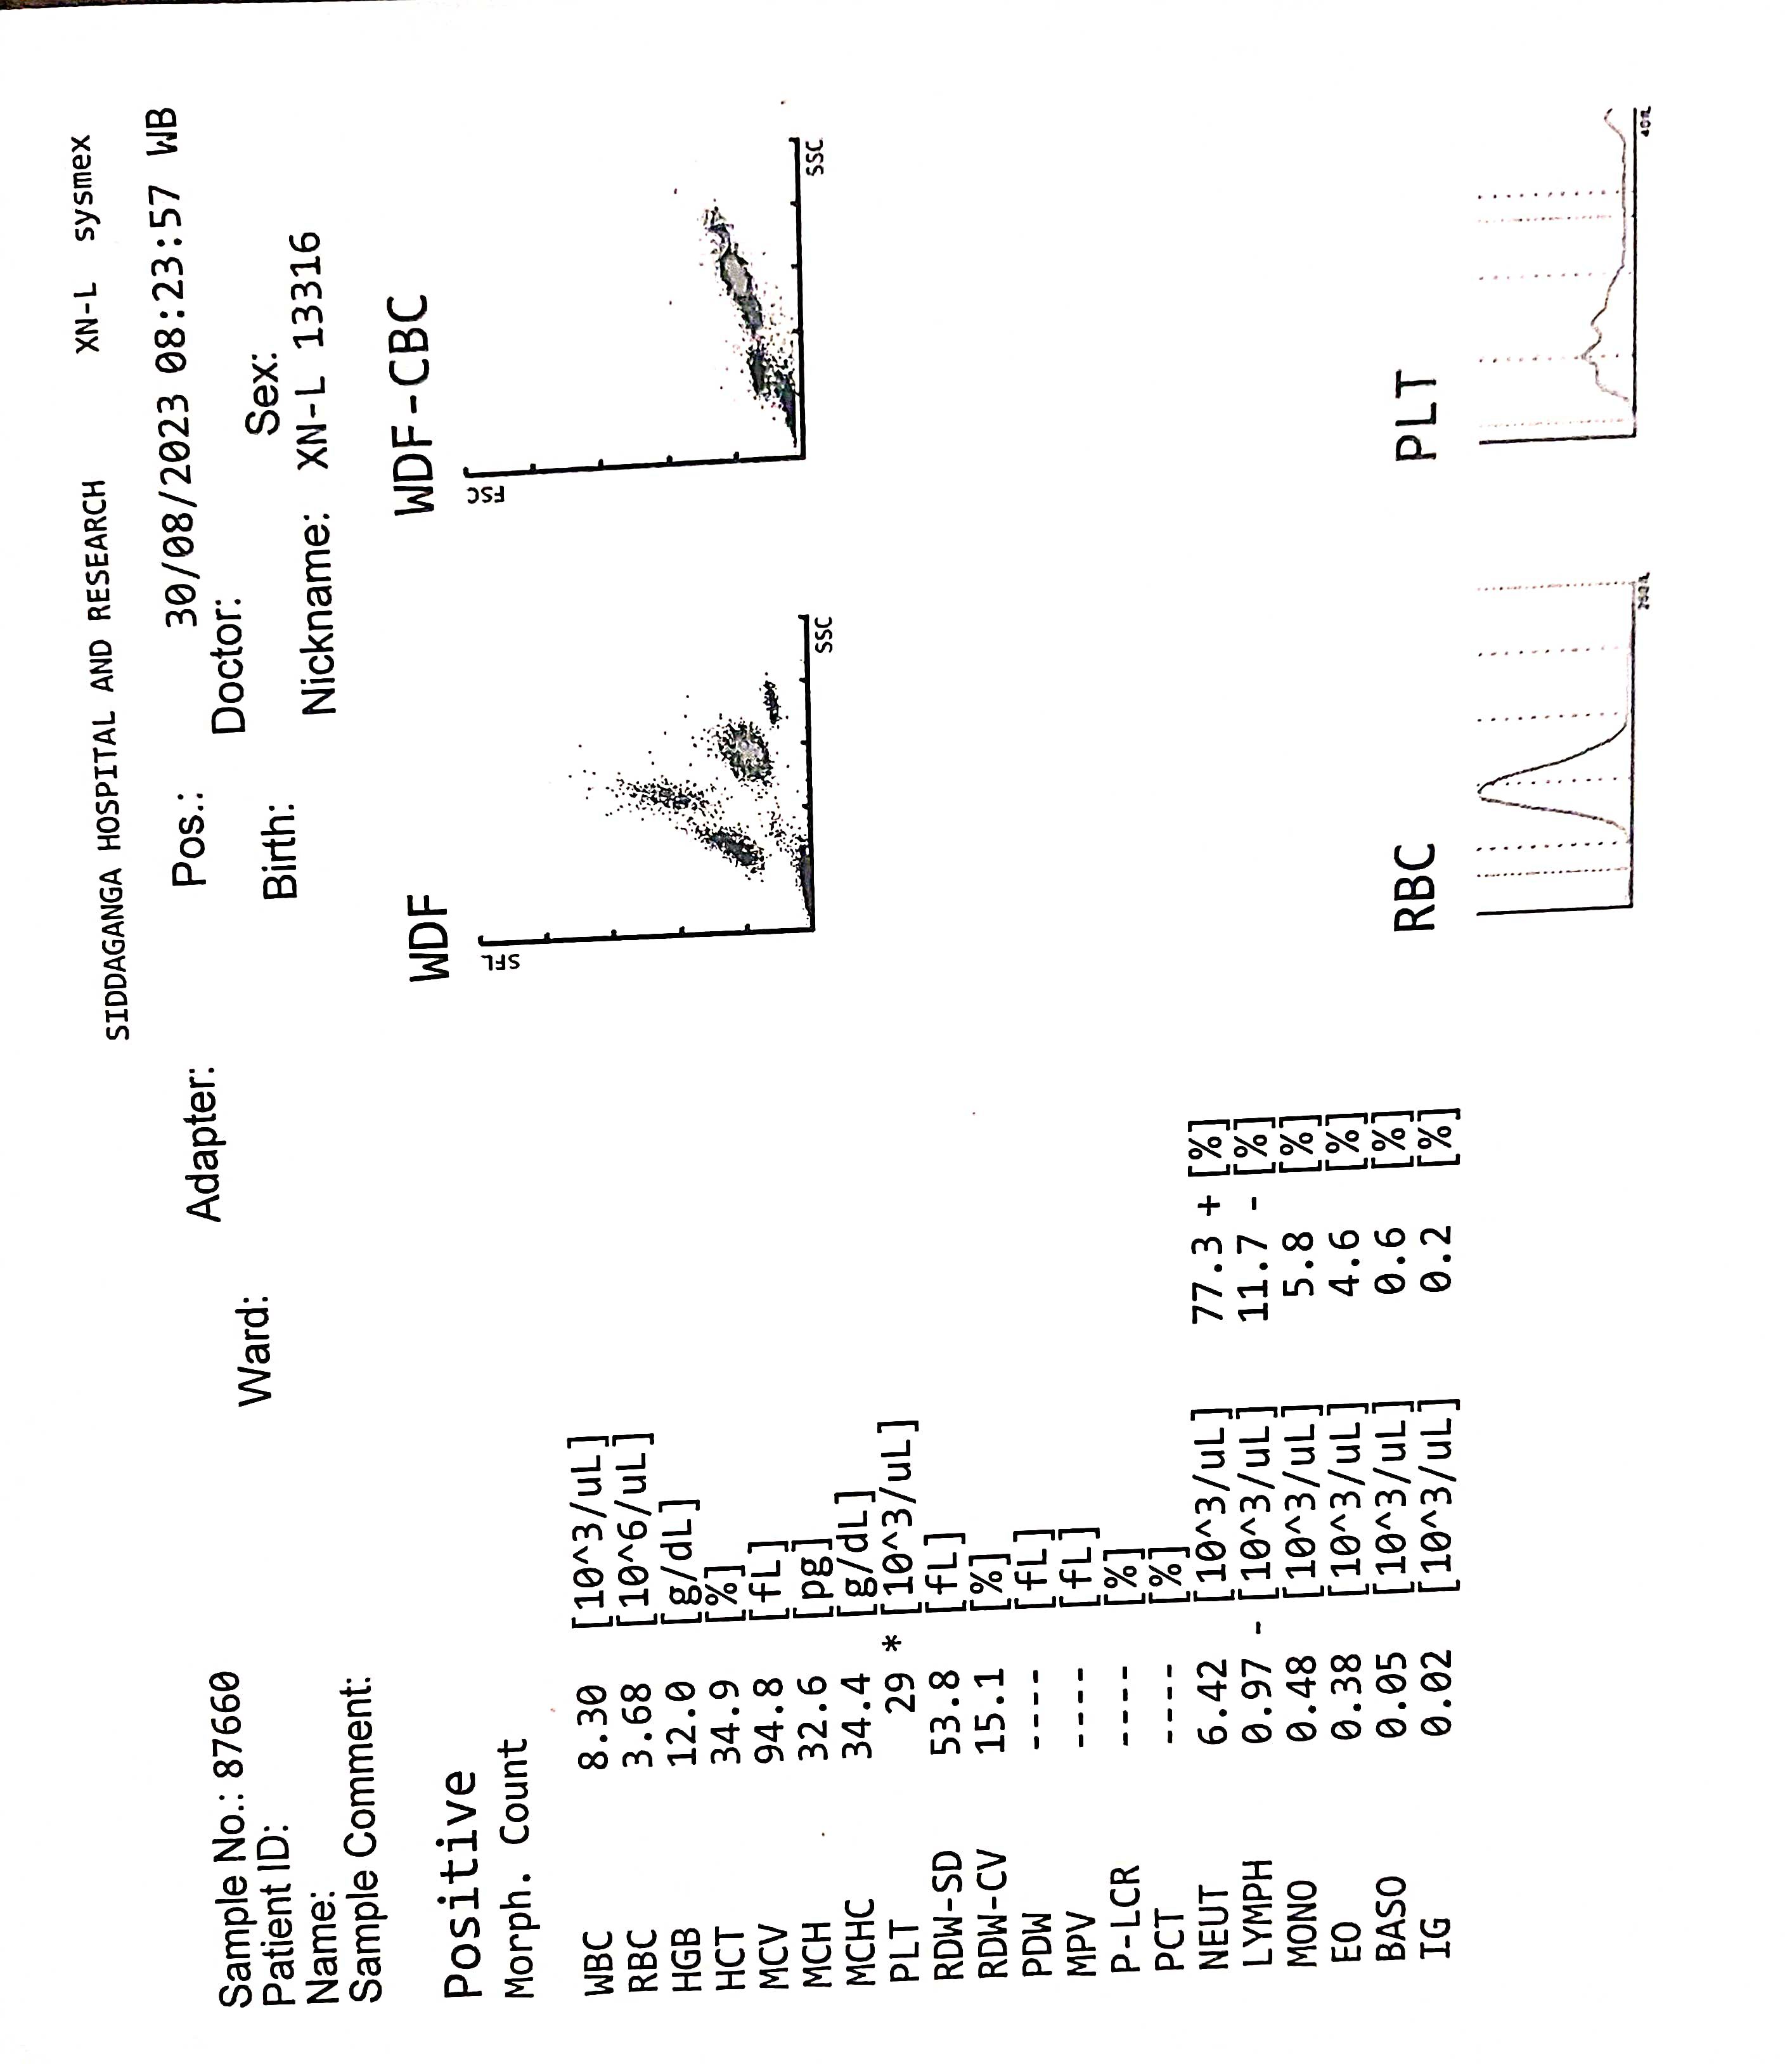 SIDDAGANGA HOSPITAL AND RESEARCH XN-L sysmex
Sample No.: 87660 Adapter: Pos.: 30/08/2023 08:23:57 WB
Patient ID: Ward: Doctor:
Name: Birth: Sex:
Sample Comment: Nickname: XN-L 13316
Positive
Morph. Count
WBC 8.30 [10^3/uL]
RBC 3.68 [10^6/uL]
HGB 12.0 [g/dL]
HCT 34.9 [%]
MCV 94.8 [fL]
MCH 32.6 [pg]
MCHC 34.4 [g/dL]
PLT 29 * [10^3/uL]
RDW-SD 53.8 [fL]
RDW-CV 15.1 [%]
PDW ---- [fL]
MPV ---- [fL]
P-LCR ---- [%]
PCT ---- [%]
NEUT 6.42 [10^3/uL] 77.3 + [%]
LYMPH 0.97 - [10^3/uL] 11.7 - [%]
MONO 0.48 [10^3/uL] 5.8 [%]
EO 0.38 [10^3/uL] 4.6 [%]
BASO 0.05 [10^3/uL] 0.6 [%]
IG 0.02 [10^3/uL] 0.2 [%]
WDF
SFL
SSC
WDF-CBC
FSC
SSC
RBC
250fL
PLT
40fL